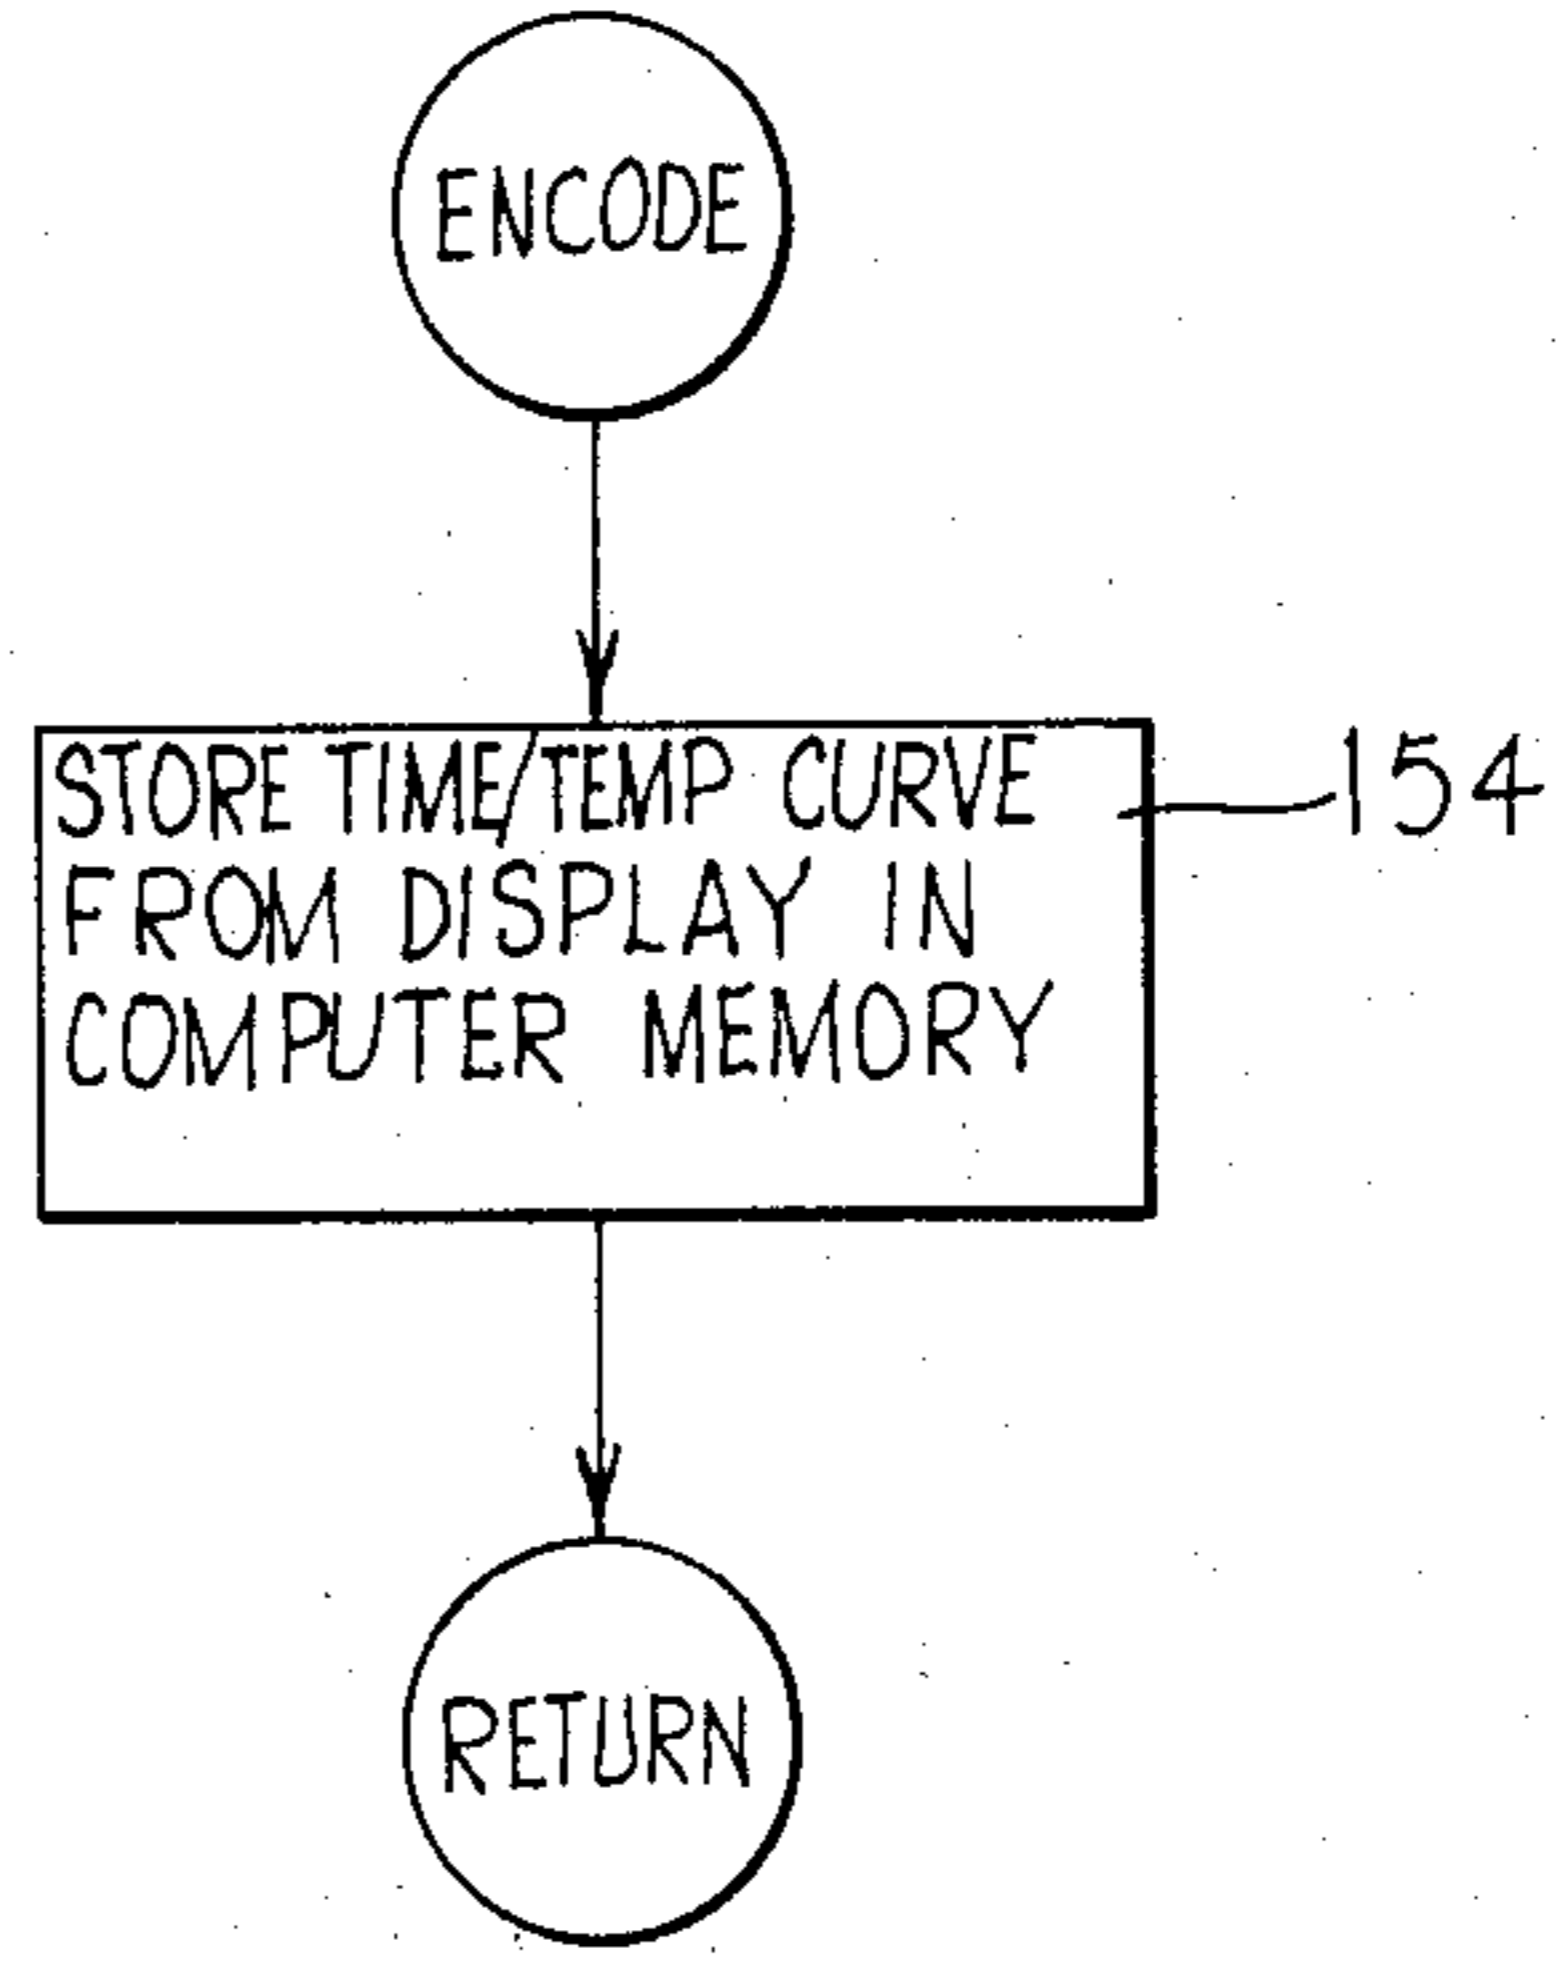 ENCODE
STORE TIME/TEMP CURVE
FROM DISPLAY IN
COMPUTER MEMORY
154
RETURN